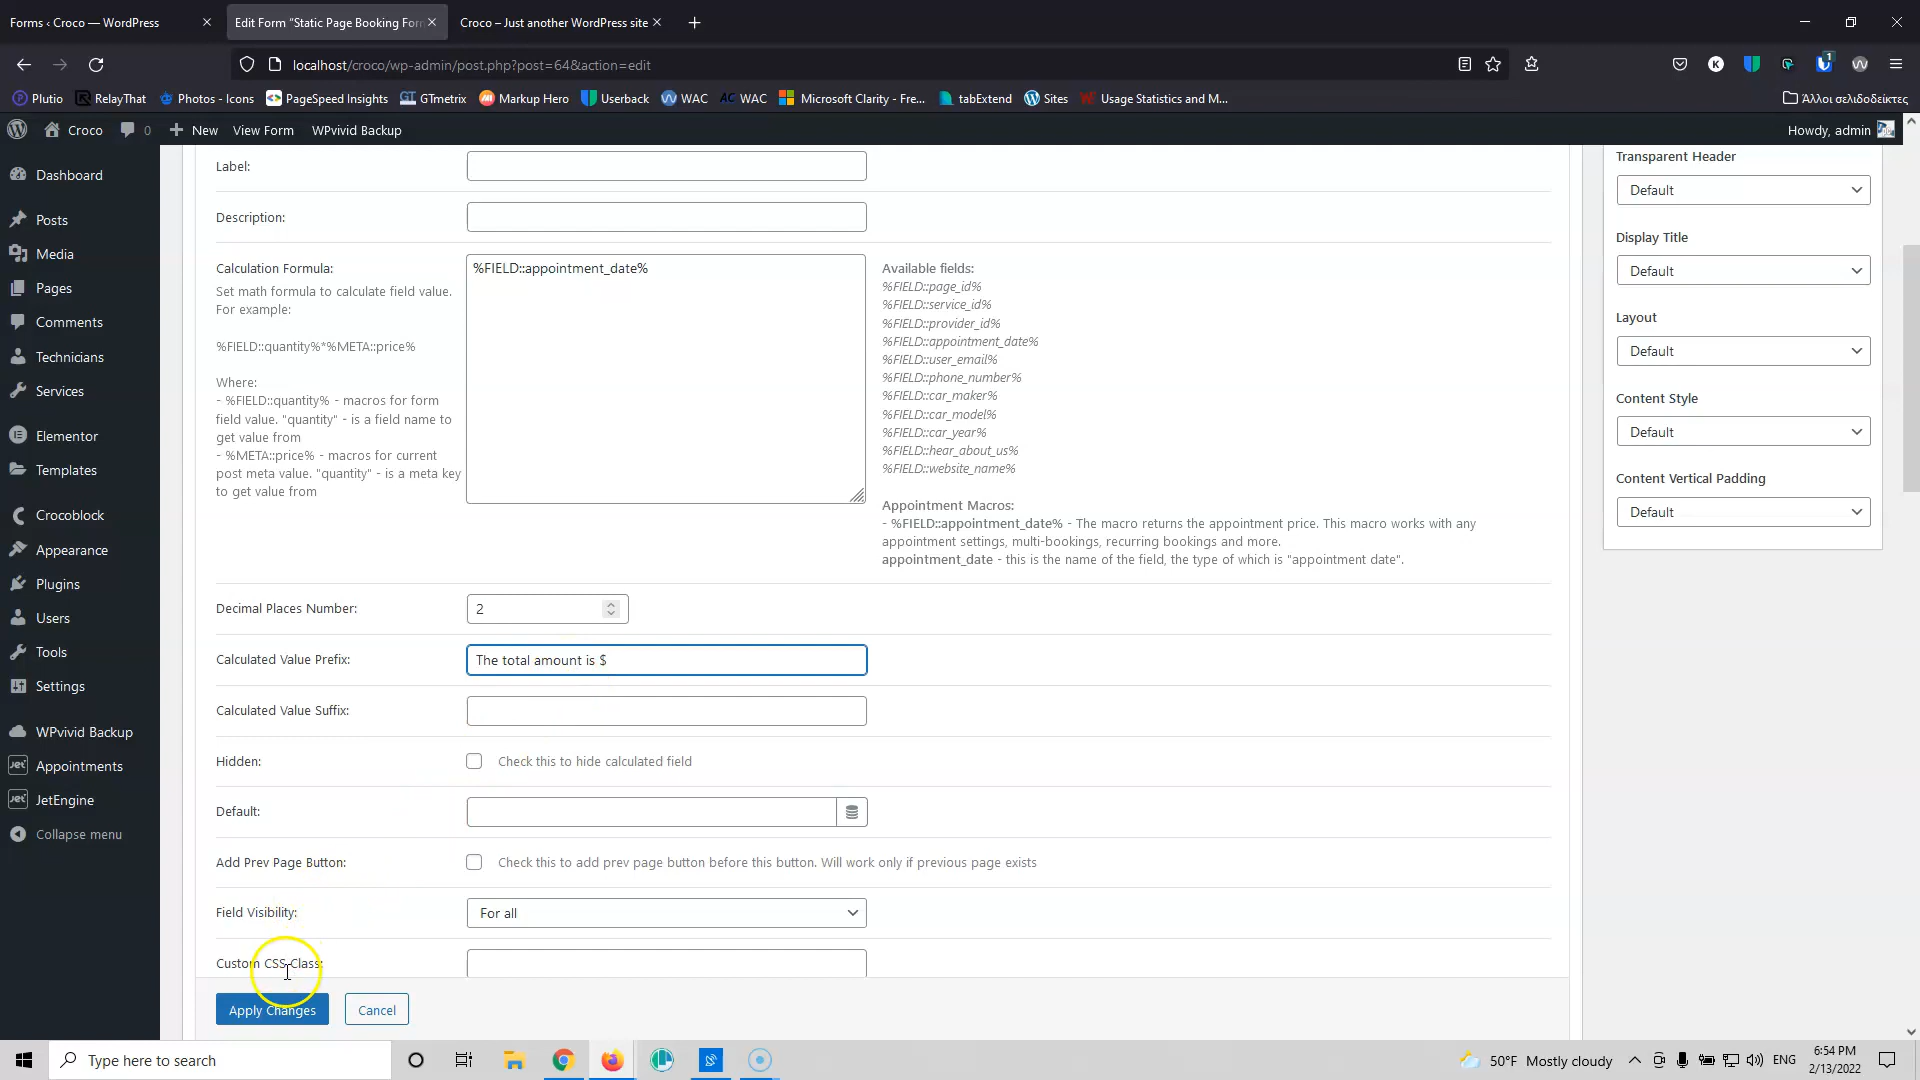 Forms ‹ Croco — WordPress
Edit Form "Static Page Booking For
Croco – Just another WordPress site
localhost/croco/wp-admin/post.php?post=64&action=edit
Plutio RelayThat Photos - Icons PageSpeed Insights GTmetrix Markup Hero Userback WAC WAC Microsoft Clarity - Fre... tabExtend Sites Usage Statistics and M... Άλλοι σελιδοδείκτες
Croco 0 New View Form WPvivid Backup Howdy, admin
Dashboard
Posts
Media
Pages
Comments
Technicians
Services
Elementor
Templates
Crocoblock
Appearance
Plugins
Users
Tools
Settings
WPvivid Backup
Appointments
JetEngine
Collapse menu
Label:
Description:
Calculation Formula:
Set math formula to calculate field value.
For example:
%FIELD::quantity%*%META::price%
Where:
- %FIELD::quantity% - macros for form
field value. "quantity" - is a field name to
get value from
- %META::price% - macros for current
post meta value. "quantity" - is a meta key
to get value from
%FIELD::appointment_date%
Available fields:
%FIELD::page_id%
%FIELD::service_id%
%FIELD::provider_id%
%FIELD::appointment_date%
%FIELD::user_email%
%FIELD::phone_number%
%FIELD::car_maker%
%FIELD::car_model%
%FIELD::car_year%
%FIELD::hear_about_us%
%FIELD::website_name%
Appointment Macros:
- %FIELD::appointment_date% - The macro returns the appointment price. This macro works with any
appointment settings, multi-bookings, recurring bookings and more.
appointment_date - this is the name of the field, the type of which is "appointment date".
Decimal Places Number: 2
Calculated Value Prefix: The total amount is $
Calculated Value Suffix:
Hidden: Check this to hide calculated field
Default:
Add Prev Page Button: Check this to add prev page button before this button. Will work only if previous page exists
Field Visibility: For all
Custom CSS Class:
Apply Changes Cancel
Transparent Header
Default
Display Title
Default
Layout
Default
Content Style
Default
Content Vertical Padding
Default
Type here to search
1
50°F Mostly cloudy ENG
6:54 PM
2/13/2022